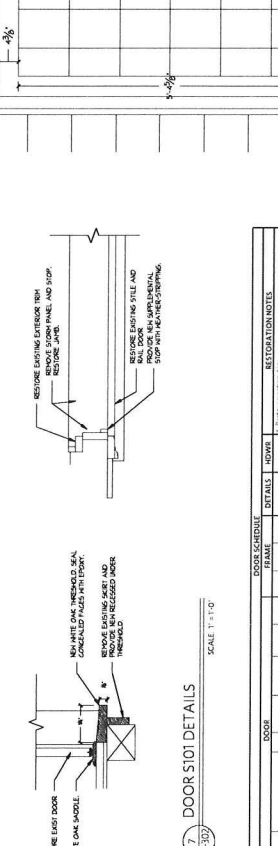 4⅜"
5'-4⅜"
RESTORE EXISTING EXTERIOR TRIM
REMOVE STORM PANEL AND STOP.
RESTORE JAMB.
RESTORE EXISTING STILE AND
RAIL DOOR
PROVIDE NEW SUPPLEMENTAL
STOP WITH WEATHER-STRIPPING.
NEW WHITE OAK THRESHOLD. SEAL
CONCEALED FACES WITH EPOXY.
REMOVE EXISTING SKIRT AND
PROVIDE NEW RECESSED UNDER
THRESHOLD.
EXIST DOOR
OAK SADDLE.
7
DOOR S101 DETAILS
SCALE: 1" = 1'-0"
DOOR SCHEDULE
DOOR
FRAME
DETAILS
HDWR
RESTORATION NOTES